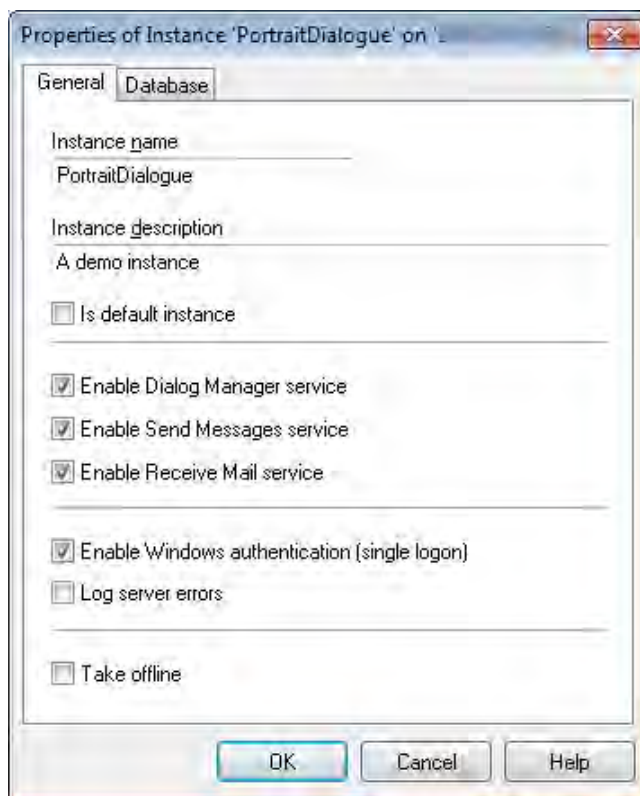 Properties of Instance 'PortraitDialogue' on '..
General Database
Instance name
PortraitDialogue
Instance description
A demo instance
Is default instance
Enable Dialog Manager service
Enable Send Messages service
Enable Receive Mail service
Enable Windows authentication (single logon)
Log server errors
Take offline
OK Cancel Help